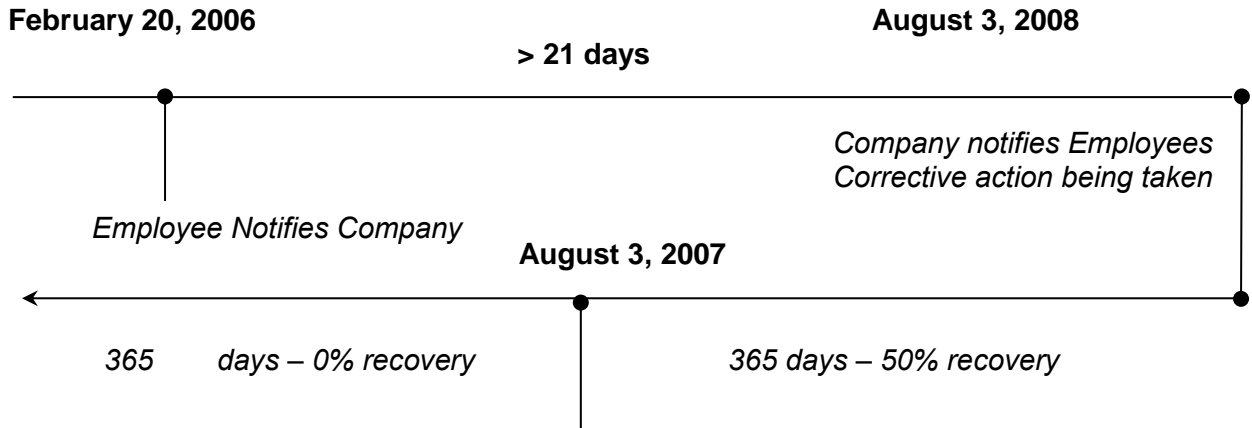 February 20, 2006
August 3, 2008
> 21 days
Company notifies Employees
Corrective action being taken
Employee Notifies Company
August 3, 2007
365 days – 0% recovery
365 days – 50% recovery